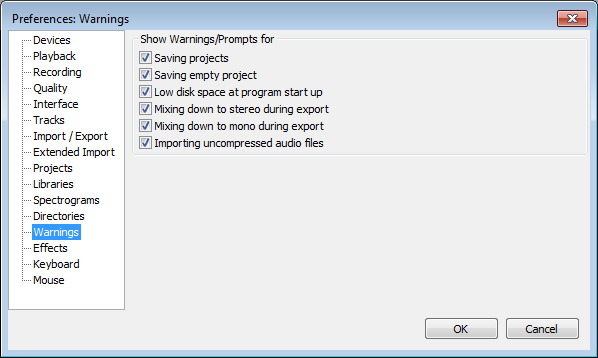 Preferences: Warnings
Devices
Playback
Recording
Quality
Interface
Tracks
Import / Export
Extended Import
Projects
Libraries
Spectrograms
Directories
Warnings
Effects
Keyboard
Mouse
Show Warnings/Prompts for
Saving projects
Saving empty project
Low disk space at program start up
Mixing down to stereo during export
Mixing down to mono during export
Importing uncompressed audio files
OK
Cancel